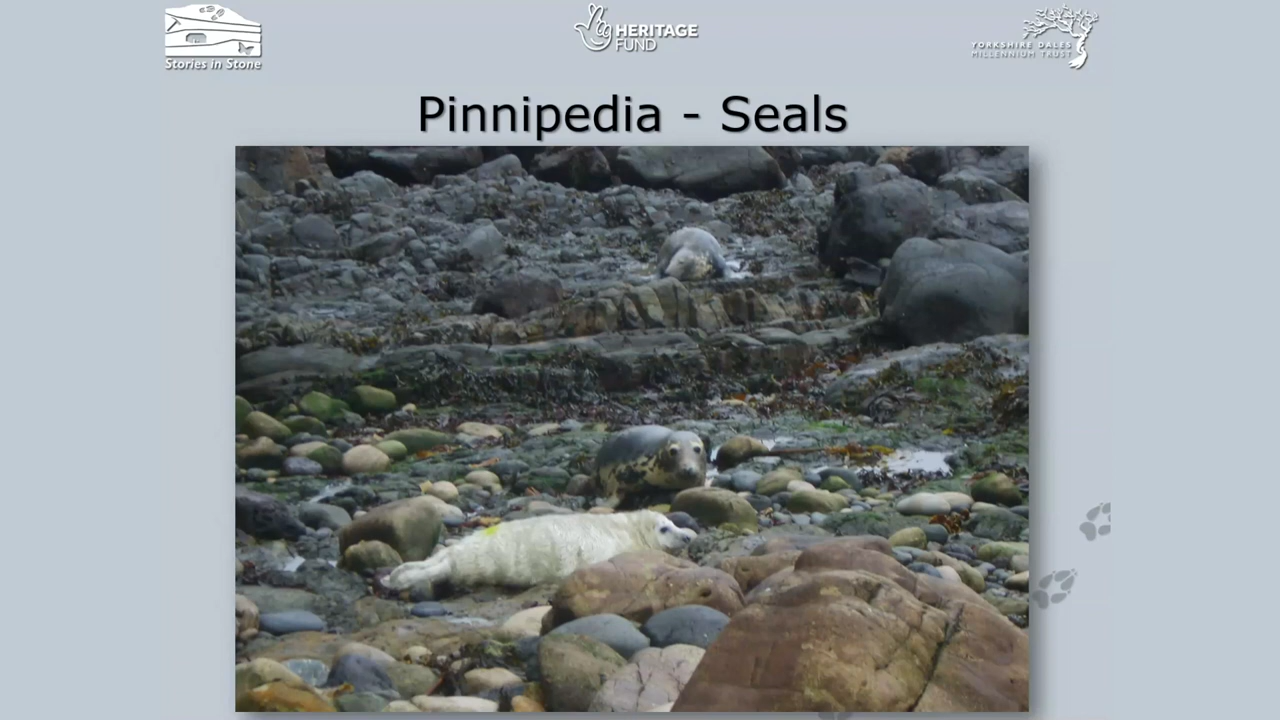 Stories in Stone
HERITAGE
FUND
YORKSHIRE DALES
MILLENNIUM TRUST
Pinnipedia - Seals